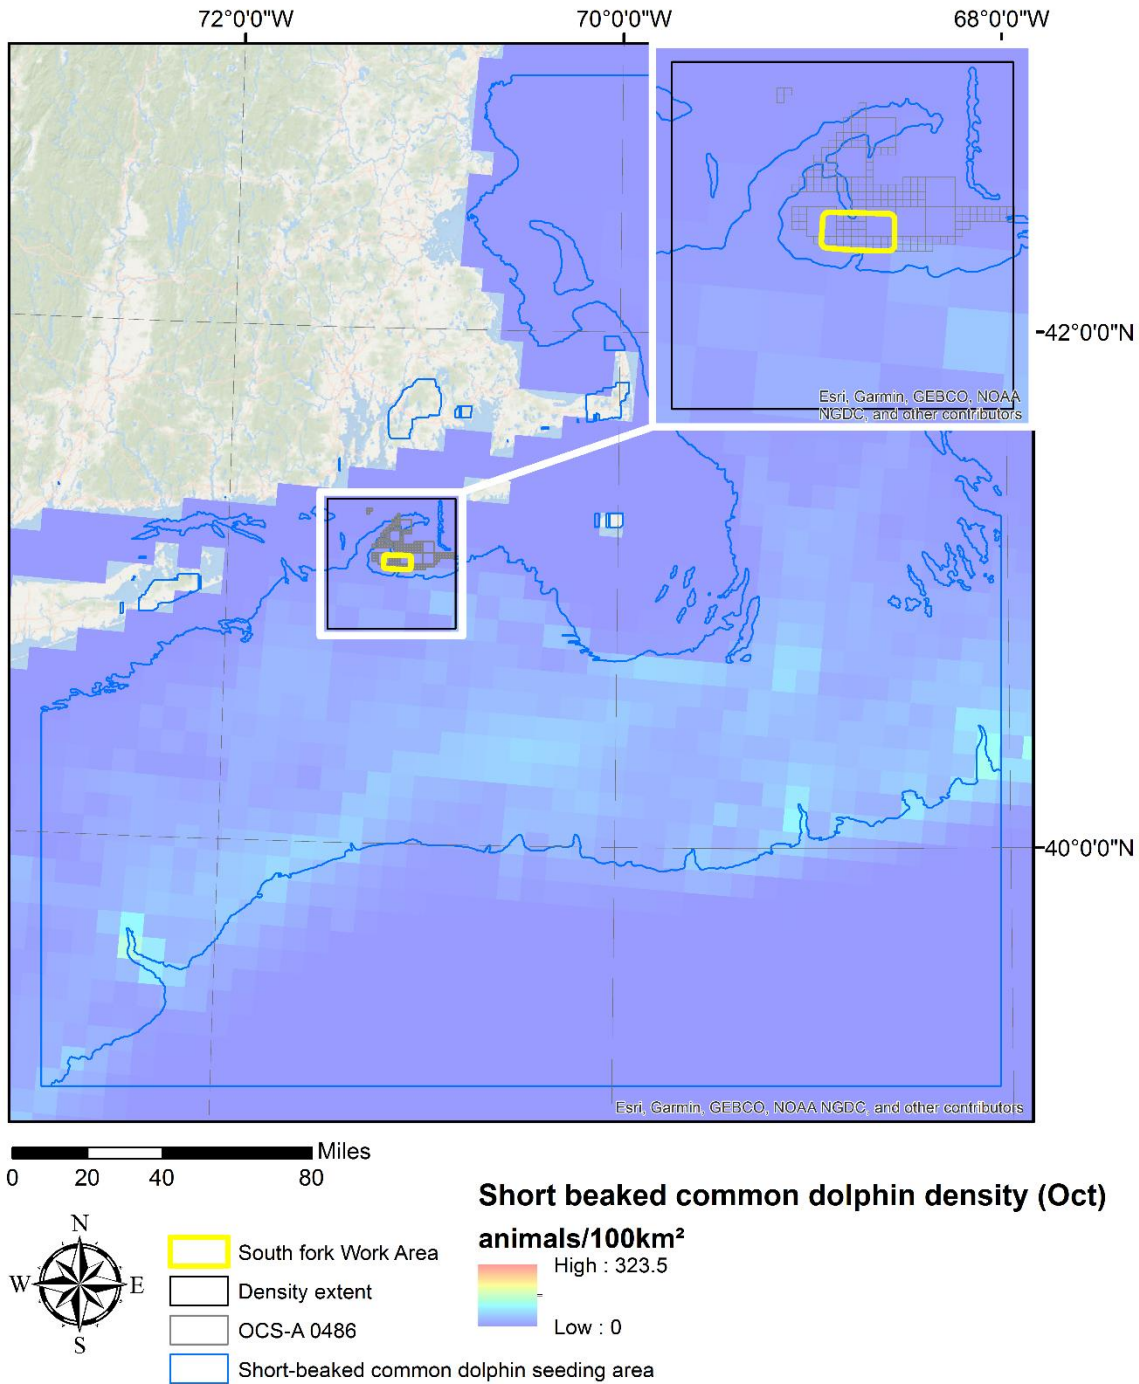 72°0'0"W 70°0'0"W 68°0'0"W
Esri, Garmin, GEBCO, NOAA
NGDC, and other contributors
42°0'0"N
40°0'0"N
Esri, Garmin, GEBCO, NOAA NGDC, and other contributors
Miles
0 20 40 80
Short beaked common dolphin density (Oct)
animals/100km²
High : 323.5
Low : 0
N
W E
S
South fork Work Area
Density extent
OCS-A 0486
Short-beaked common dolphin seeding area